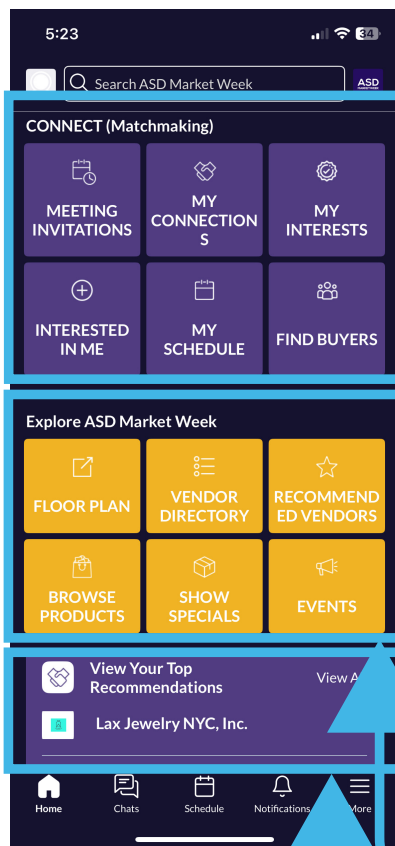 5:23
34
Search ASD Market Week
ASD
CONNECT (Matchmaking)
MEETING
INVITATIONS
MY
CONNECTION
S
MY
INTERESTS
INTERESTED
IN ME
MY
SCHEDULE
FIND BUYERS
Explore ASD Market Week
FLOOR PLAN
VENDOR
DIRECTORY
RECOMMEND
ED VENDORS
BROWSE
PRODUCTS
SHOW
SPECIALS
EVENTS
View Your Top
Recommendations
View A
Lax Jewelry NYC, Inc.
Home
Chats
Schedule
Notifications
More